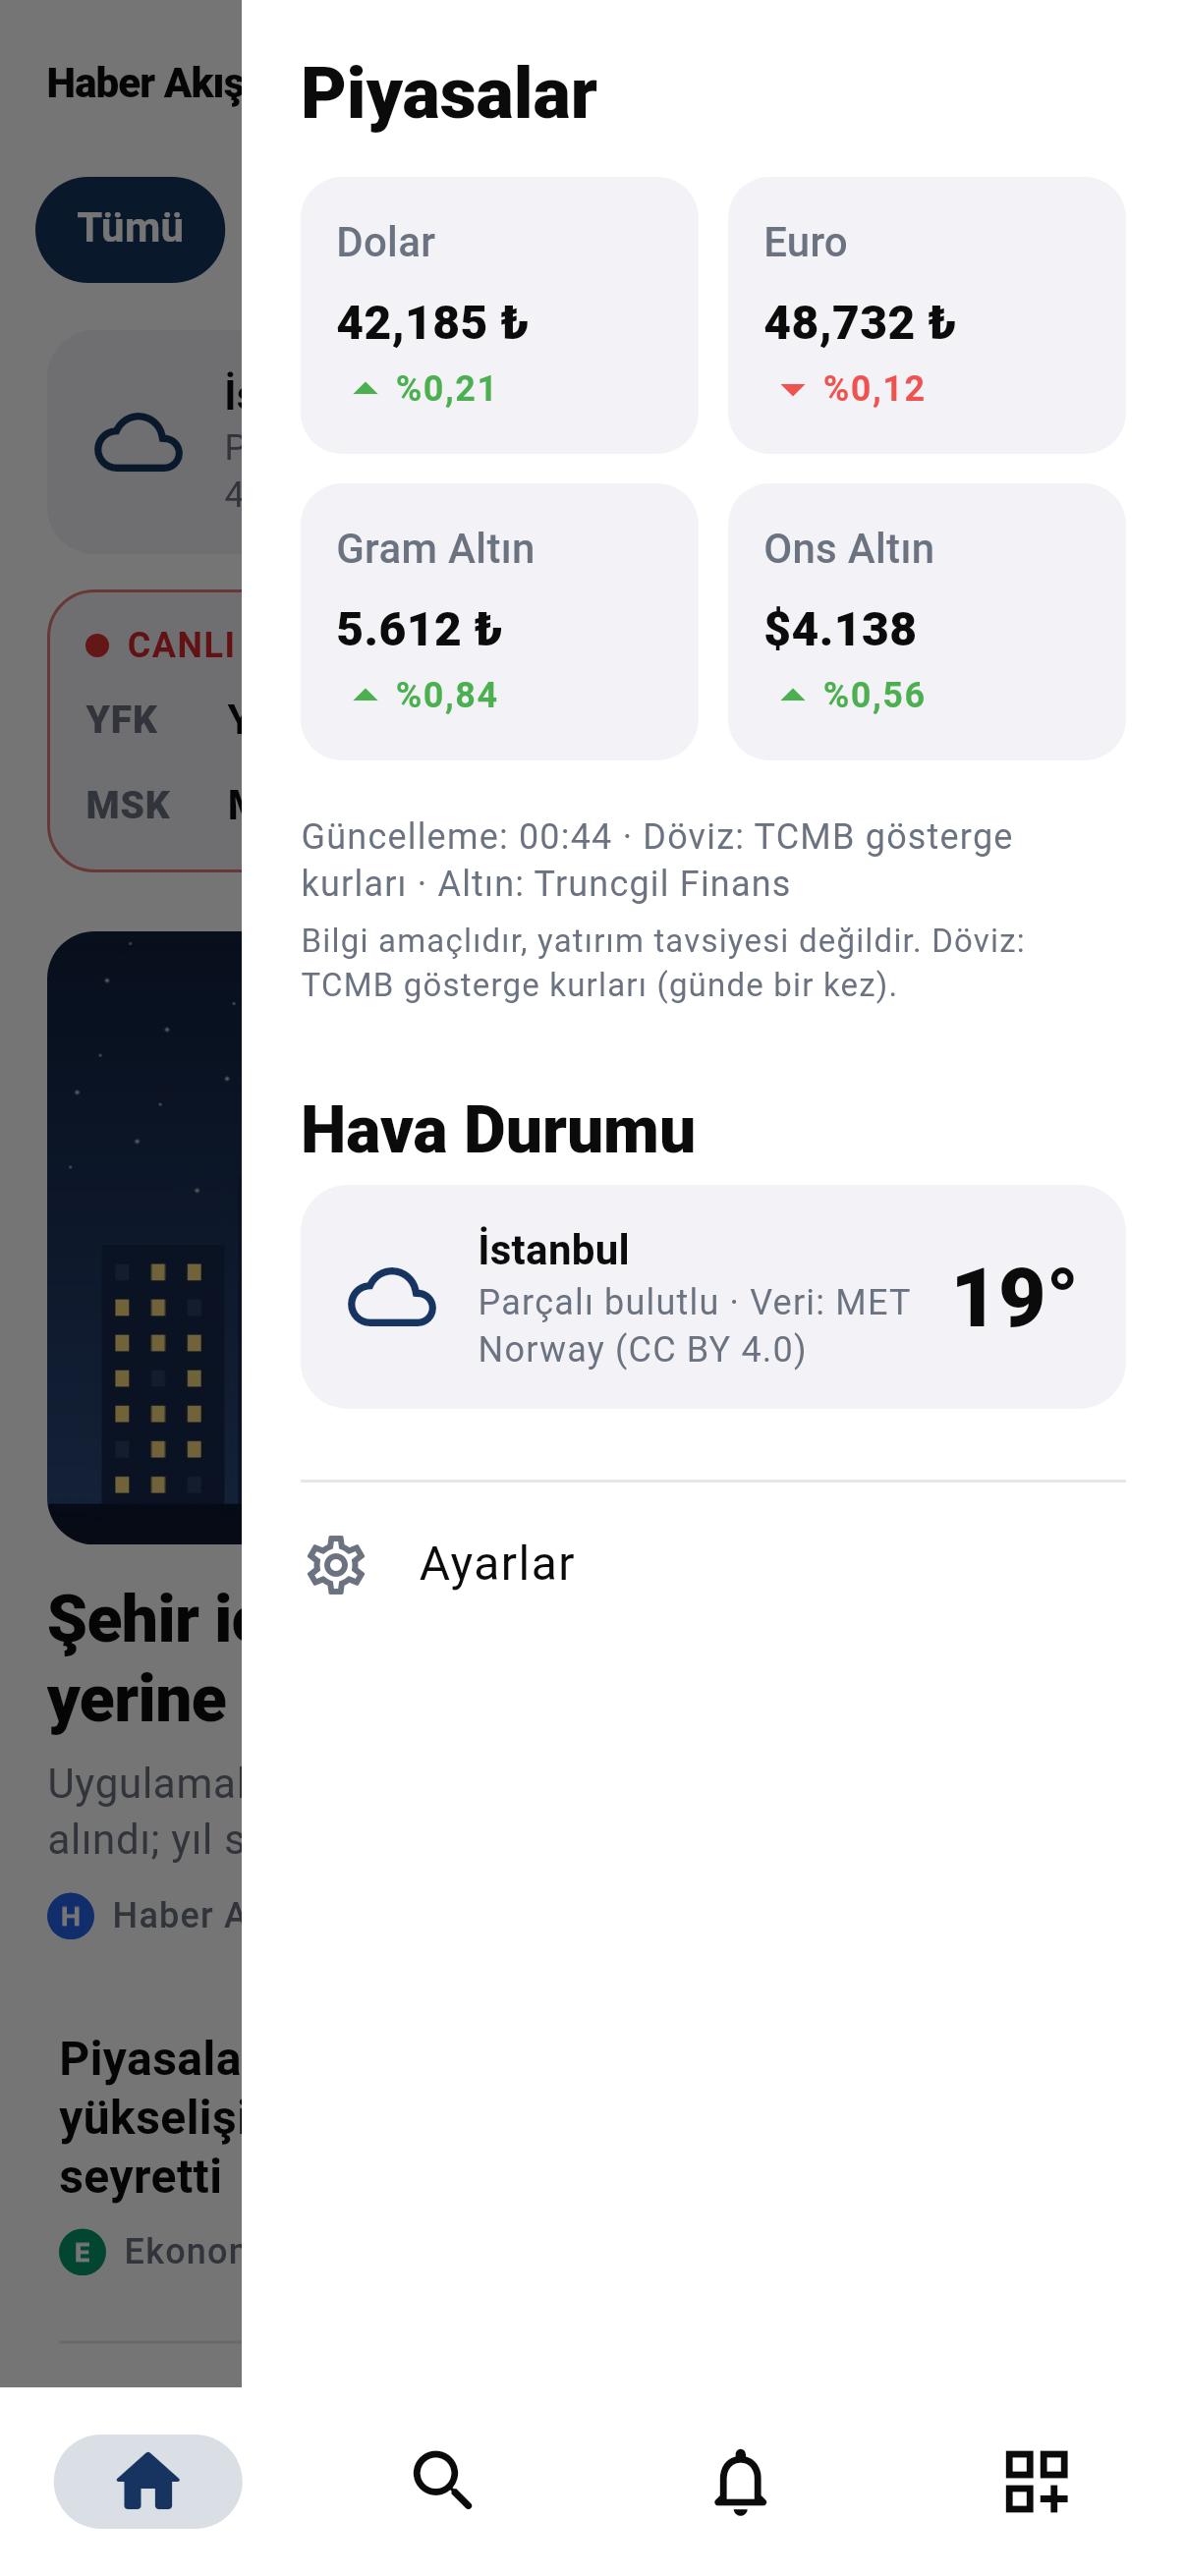 Haber Akış
Tümü
CANLI
YFK
MSK
Şehir i
yerine
alındı; yıl
Haber
seyretti
Piyasalar
Dolar
42,185 ₺
%0,21
Euro
48,732 ₺
%0,12
Gram Altın
5.612 ₺
%0,84
Ons Altın
$4.138
%0,56
Güncelleme: 00:44 · Döviz: TCMB gösterge
kurları · Altın: Truncgil Finans
Bilgi amaçlıdır, yatırım tavsiyesi değildir. Döviz:
TCMB gösterge kurları (günde bir kez).
Hava Durumu
İstanbul
Parçalı bulutlu · Veri: MET
Norway (CC BY 4.0)
19°
Ayarlar